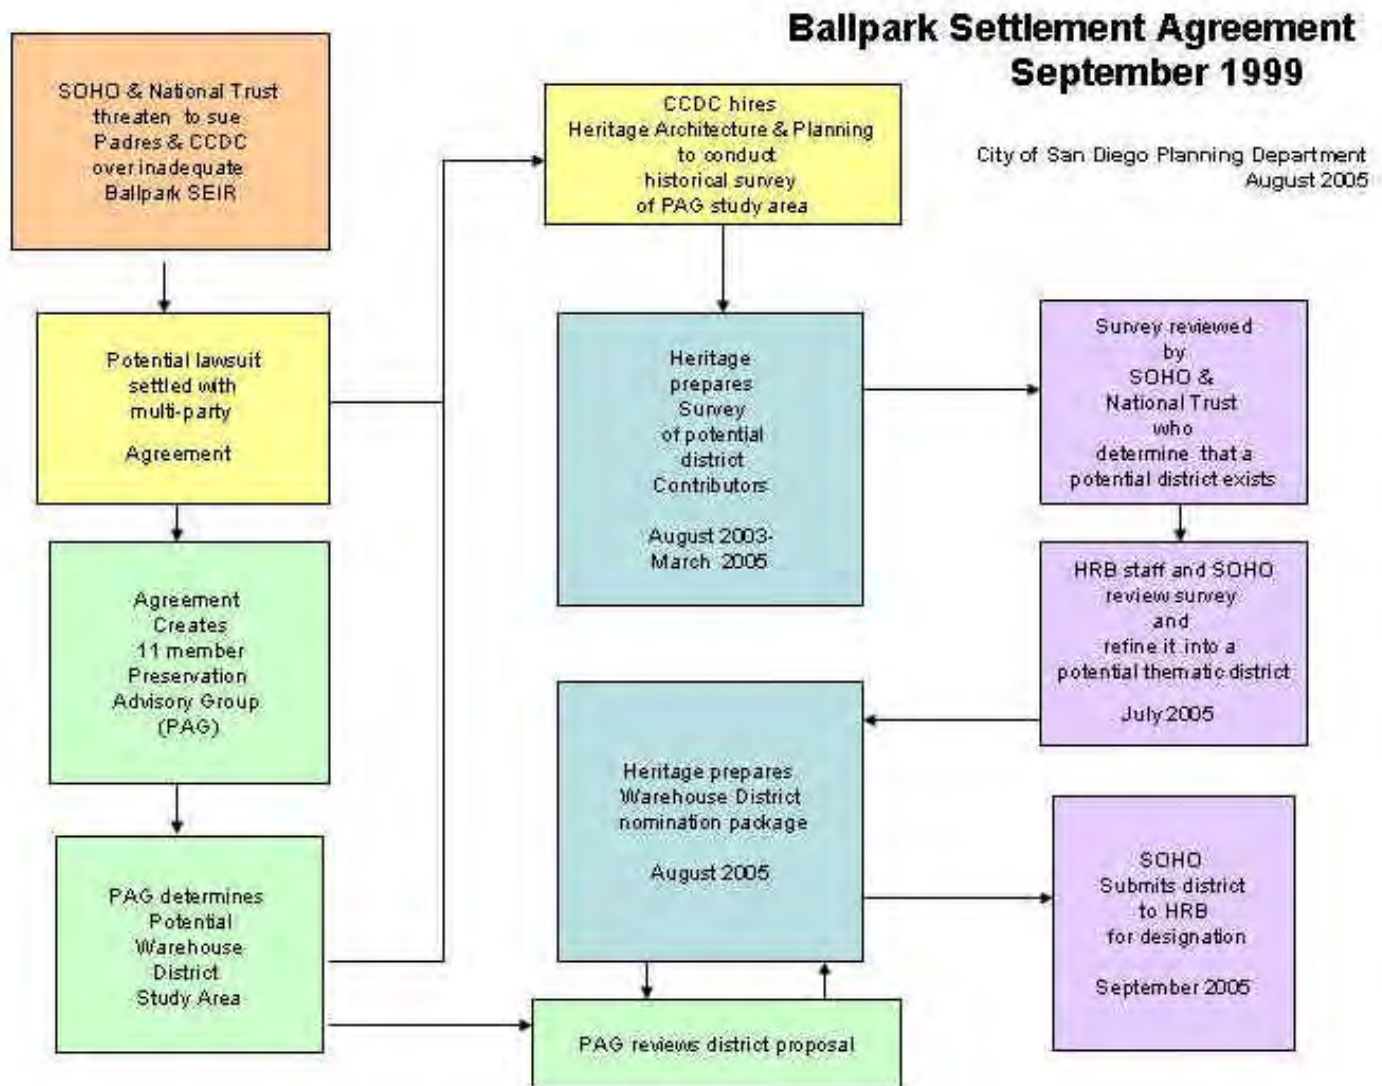 Ballpark Settlement Agreement
September 1999
City of San Diego Planning Department
August 2005
SOHO & National Trust
threaten to sue
Padres & CCDC
over inadequate
Ballpark SEIR
Potential lawsuit
settled with
multi-party
Agreement
Agreement
Creates
11 member
Preservation
Advisory Group
(PAG)
PAG determines
Potential
Warehouse
District
Study Area
CCDC hires
Heritage Architecture & Planning
to conduct
historical survey
of PAG study area
Heritage
prepares
Survey
of potential
district
Contributors
August 2003-
March 2005
Survey reviewed
by
SOHO &
National Trust
who
determine that a
potential district exists
HRB staff and SOHO
review survey
and
refine it into a
potential thematic district
July 2005
Heritage prepares
Warehouse District
nomination package
August 2005
PAG reviews district proposal
SOHO
Submits district
to HRB
for designation
September 2005